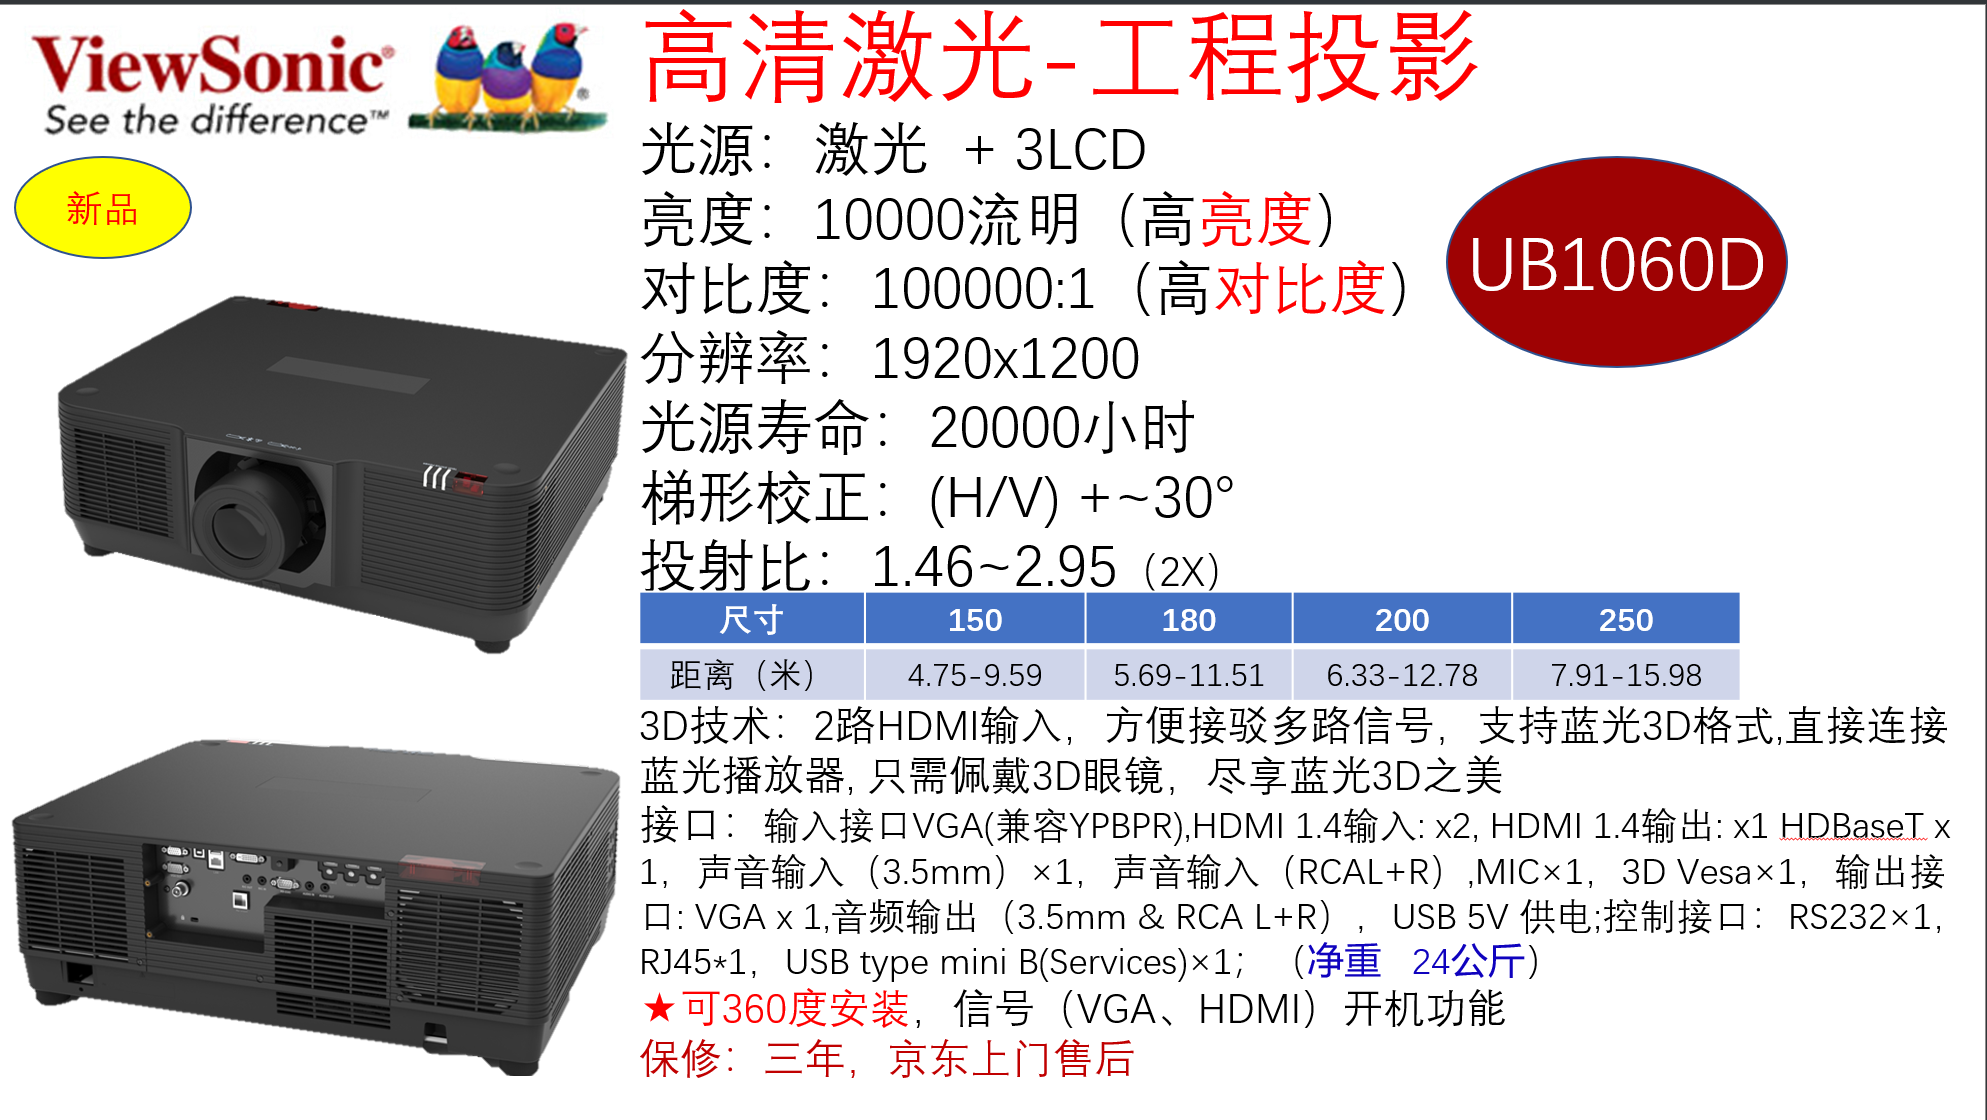 ViewSonic®
See the difference™
新品
高清激光-工程投影
光源：激光 + 3LCD
亮度：10000流明（高亮度）
对比度：100000:1（高对比度）
UB1060D
分辨率：1920x1200
光源寿命：20000小时
梯形校正：(H/V) +~30°
投射比：1.46~2.95（2X）
尺寸 150 180 200 250
距离（米） 4.75-9.59 5.69-11.51 6.33-12.78 7.91-15.98
3D技术：2路HDMI输入，方便接驳多路信号，支持蓝光3D格式,直接连接
蓝光播放器, 只需佩戴3D眼镜，尽享蓝光3D之美
接口：输入接口VGA(兼容YPBPR),HDMI 1.4输入: x2, HDMI 1.4输出: x1 HDBaseT x
1，声音输入（3.5mm）×1，声音输入（RCAL+R）,MIC×1，3D Vesa×1，输出接
口: VGA x 1,音频输出（3.5mm & RCA L+R），USB 5V 供电;控制接口：RS232×1,
RJ45*1，USB type mini B(Services)×1；（净重 24公斤）
★可360度安装，信号（VGA、HDMI）开机功能
保修：三年，京东上门售后